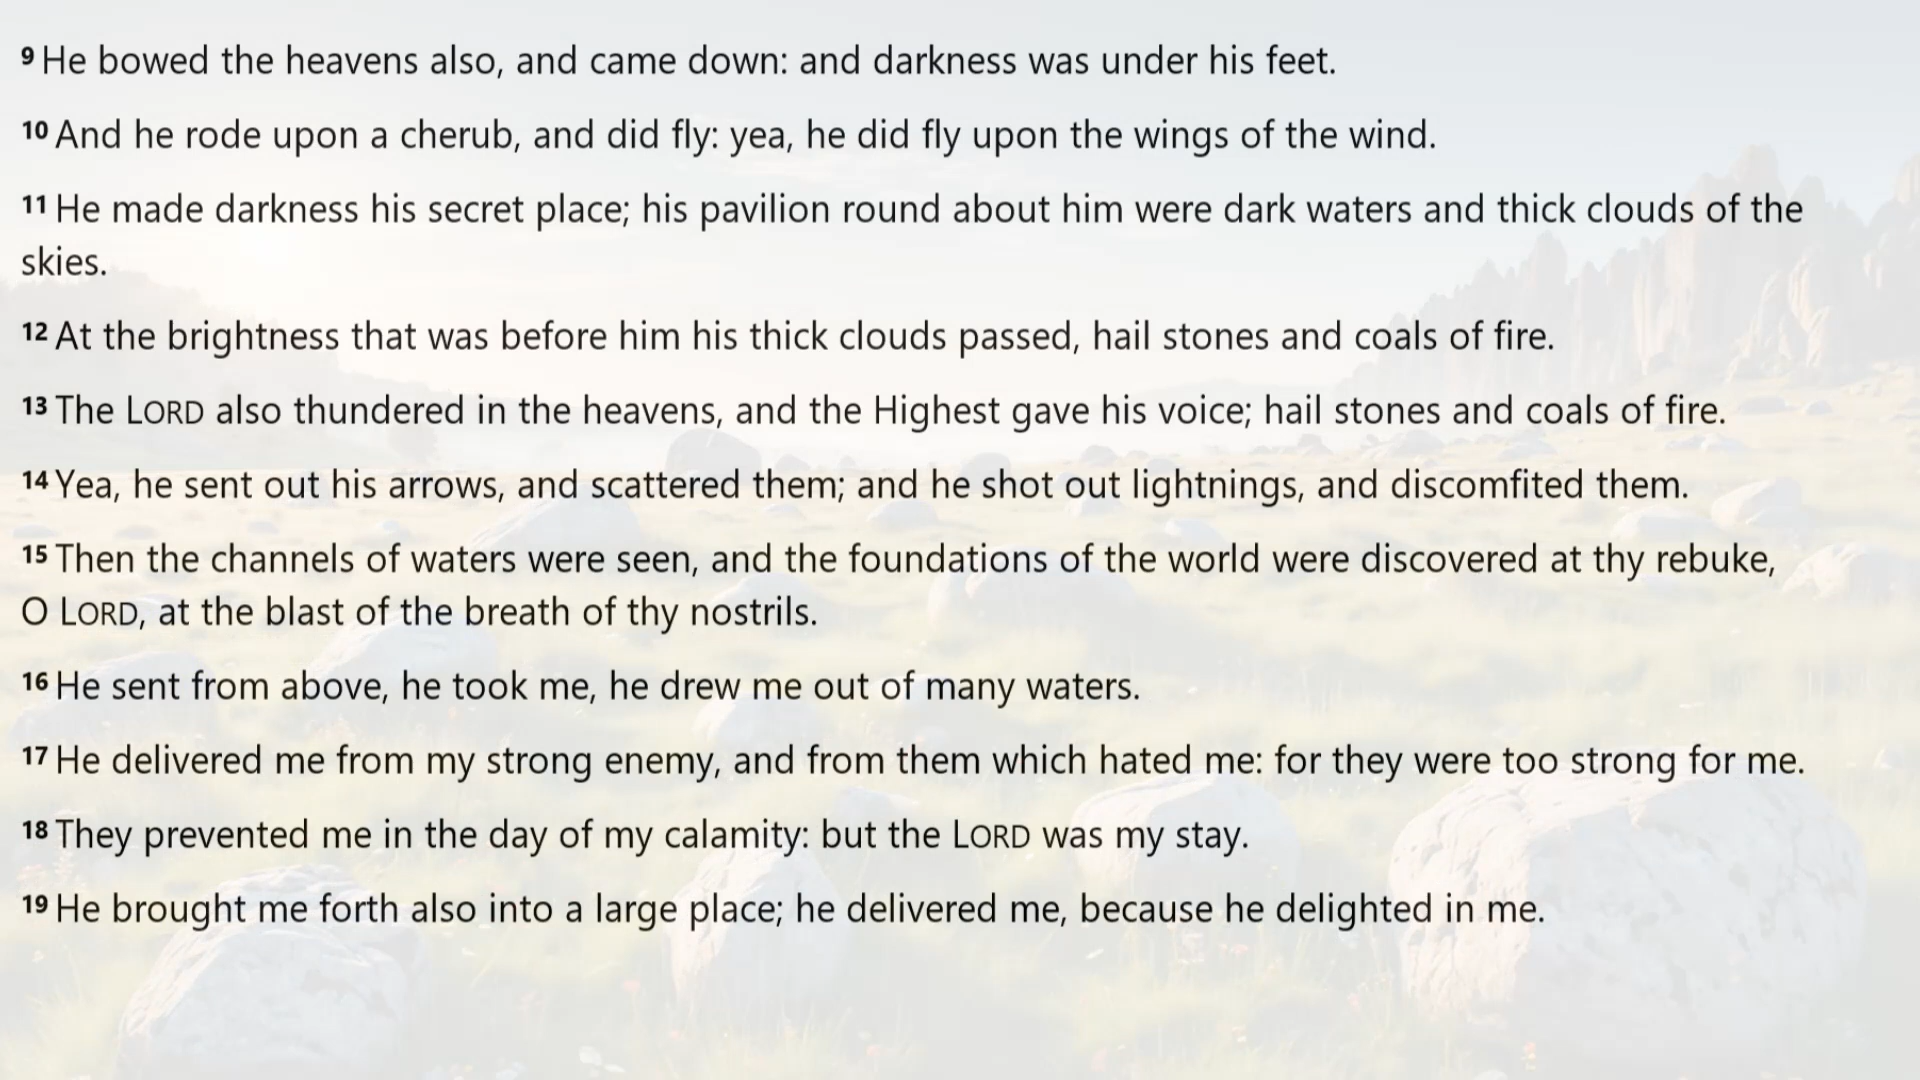 9 He bowed the heavens also, and came down: and darkness was under his feet.
10 And he rode upon a cherub, and did fly: yea, he did fly upon the wings of the wind.
11 He made darkness his secret place; his pavilion round about him were dark waters and thick clouds of the
skies.
12 At the brightness that was before him his thick clouds passed, hail stones and coals of fire.
13 The LORD also thundered in the heavens, and the Highest gave his voice; hail stones and coals of fire.
14 Yea, he sent out his arrows, and scattered them; and he shot out lightnings, and discomfited them.
15 Then the channels of waters were seen, and the foundations of the world were discovered at thy rebuke,
O LORD, at the blast of the breath of thy nostrils.
16 He sent from above, he took me, he drew me out of many waters.
17 He delivered me from my strong enemy, and from them which hated me: for they were too strong for me.
18 They prevented me in the day of my calamity: but the LORD was my stay.
19 He brought me forth also into a large place; he delivered me, because he delighted in me.